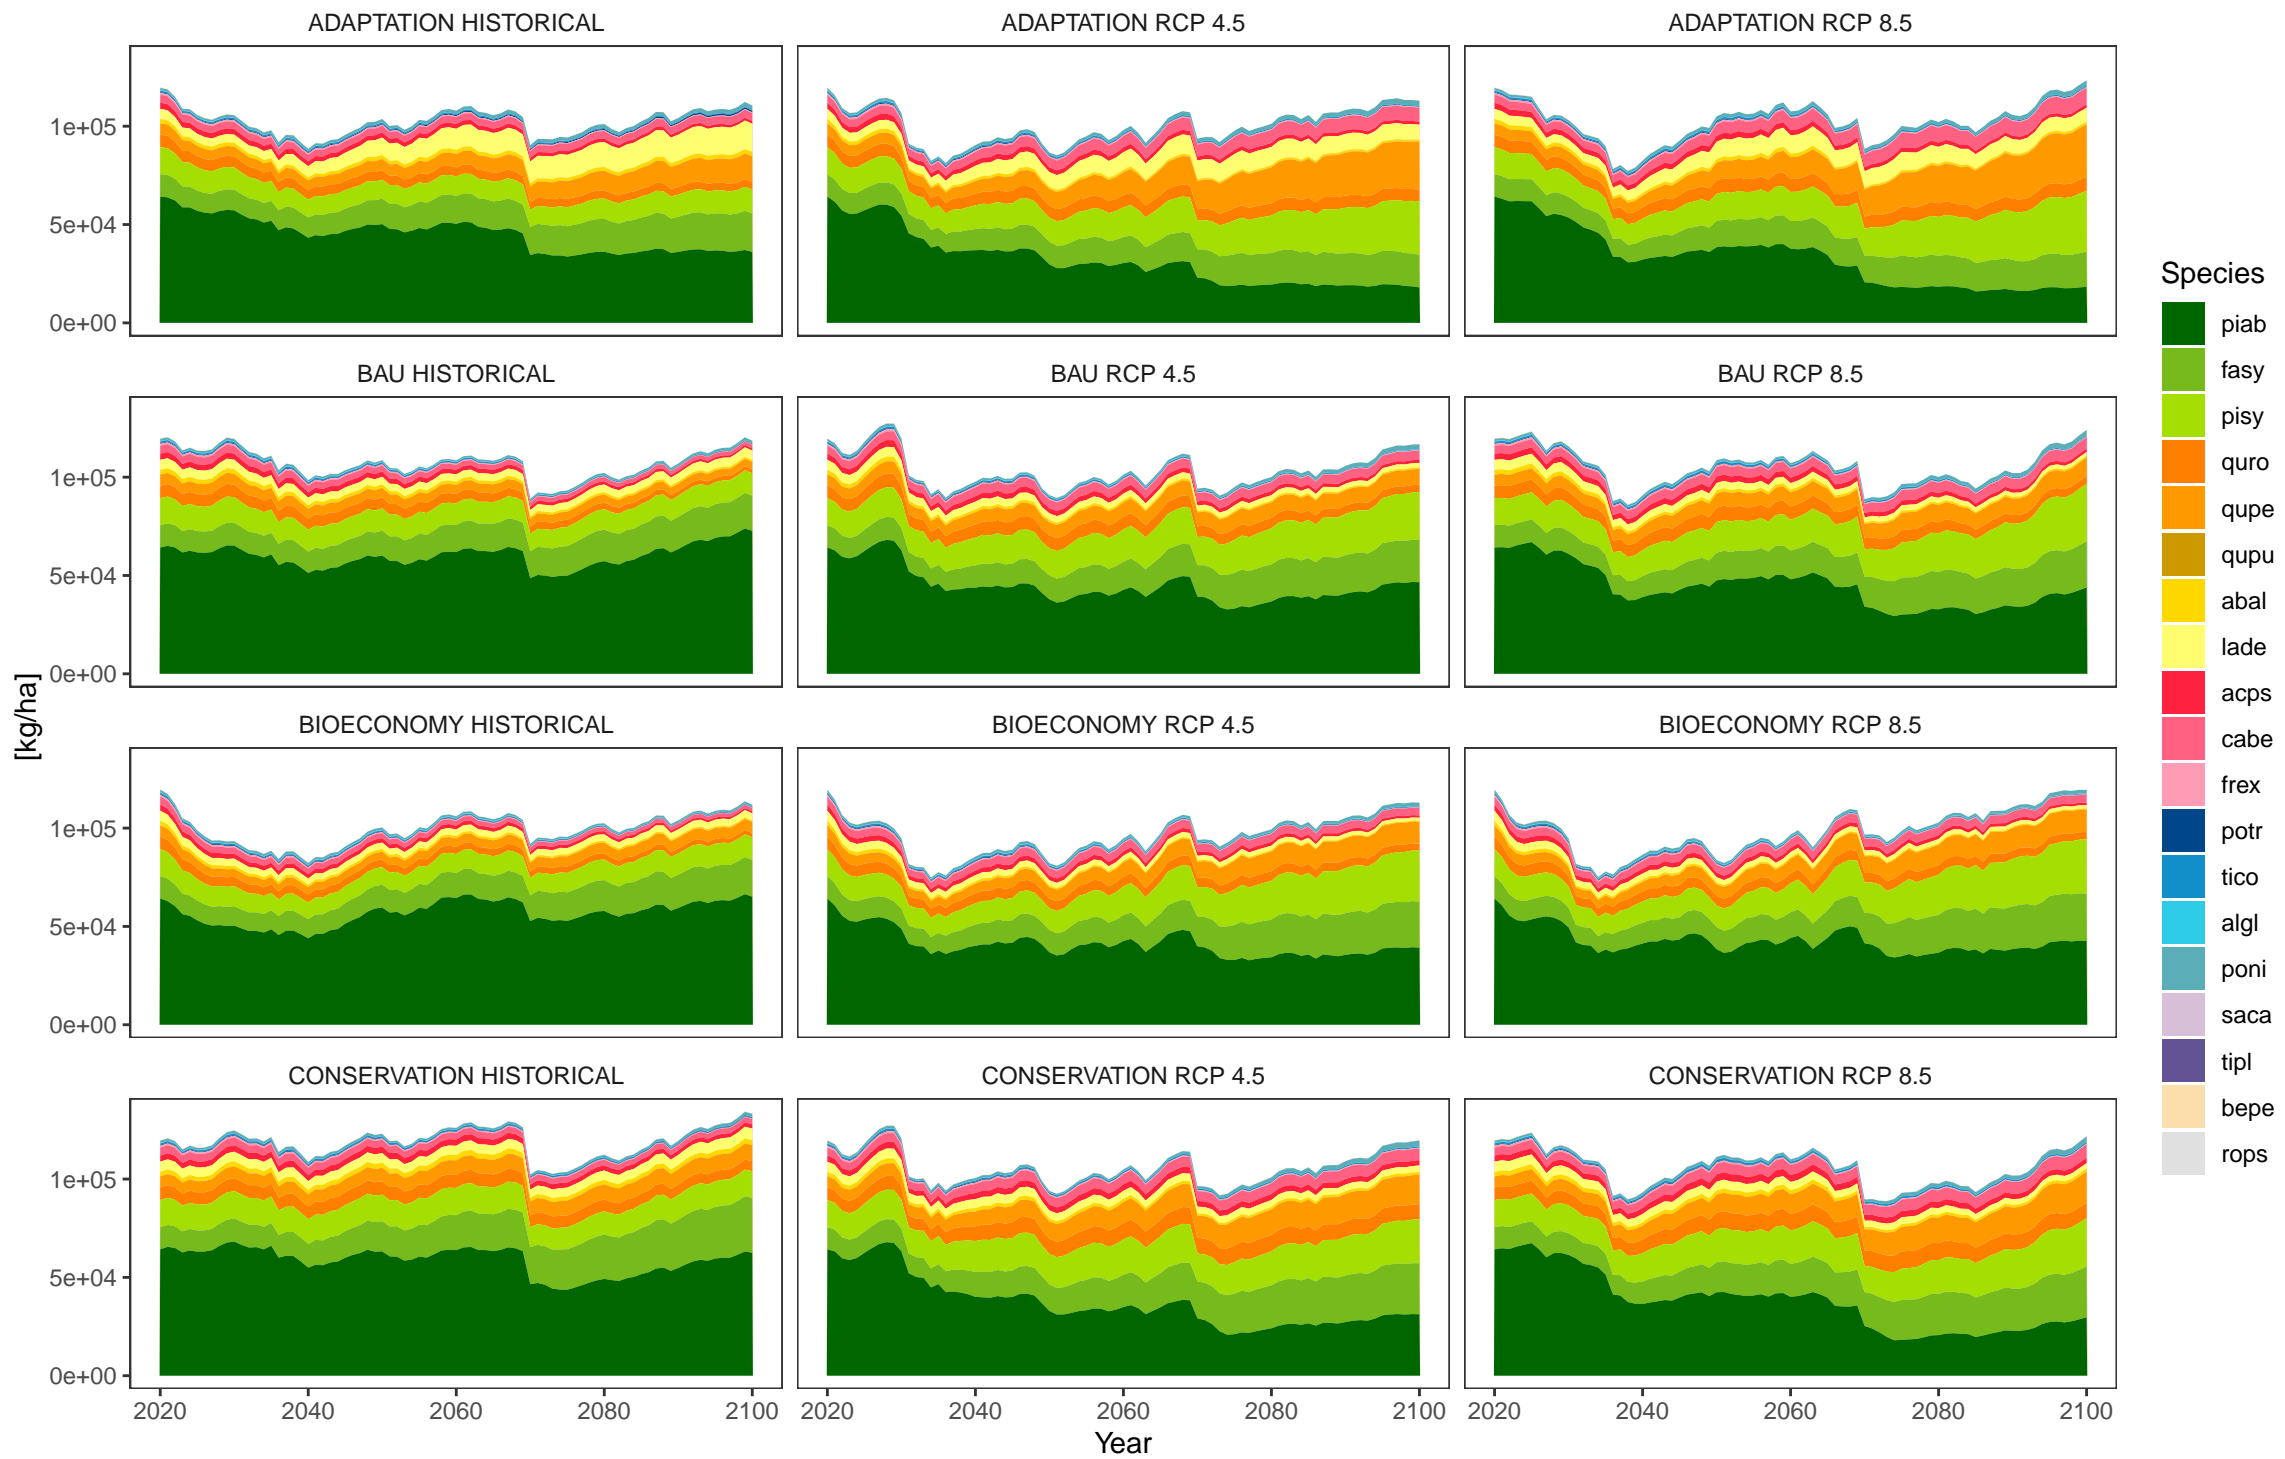 ADAPTATION HISTORICAL
ADAPTATION RCP 4.5
ADAPTATION RCP 8.5
1e+05
5e+04
0e+00
BAU HISTORICAL
BAU RCP 4.5
BAU RCP 8.5
1e+05
5e+04
0e+00
BIOECONOMY HISTORICAL
BIOECONOMY RCP 4.5
BIOECONOMY RCP 8.5
1e+05
5e+04
0e+00
CONSERVATION HISTORICAL
CONSERVATION RCP 4.5
CONSERVATION RCP 8.5
1e+05
5e+04
0e+00
2020 2040 2060 2080 2100
2020 2040 2060 2080 2100
2020 2040 2060 2080 2100
Year
[kg/ha]
Species
piab
fasy
pisy
quro
qupe
qupu
abal
lade
acps
cabe
frex
potr
tico
algl
poni
saca
tipl
bepe
rops